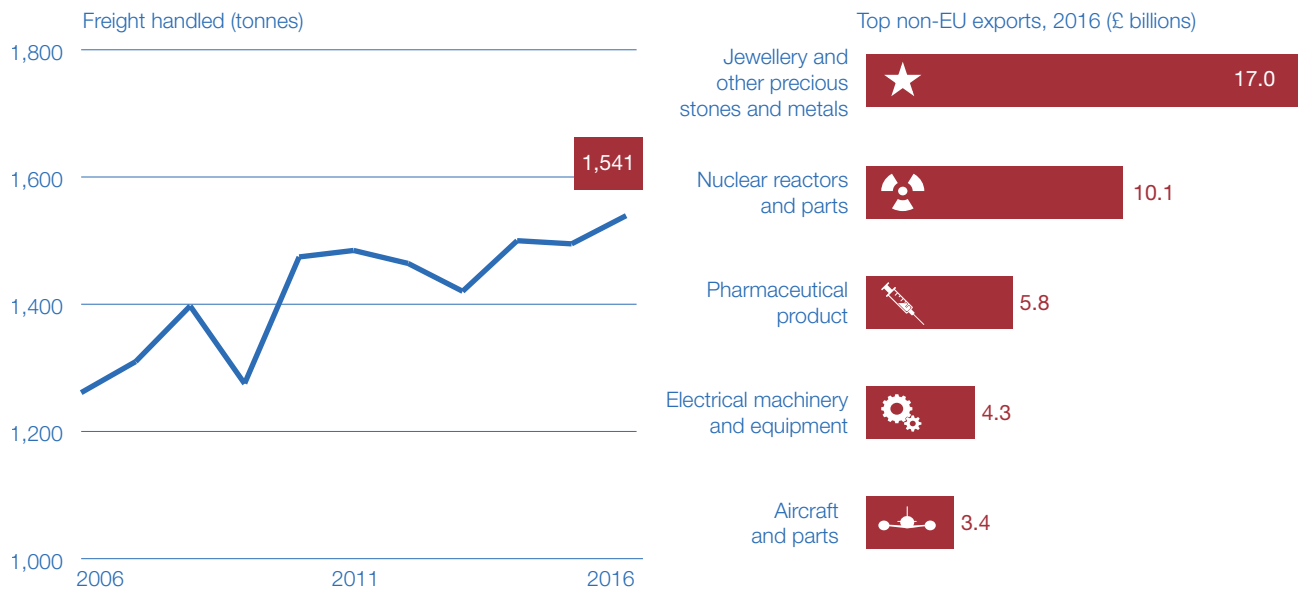 Freight handled (tonnes)
1,800
1,600
1,400
1,200
1,000
1,541
2006
2011
2016
Top non-EU exports, 2016 (£ billions)
Jewellery and
other precious
stones and metals
17.0
Nuclear reactors
and parts
10.1
Pharmaceutical
product
5.8
Electrical machinery
and equipment
4.3
Aircraft
and parts
3.4